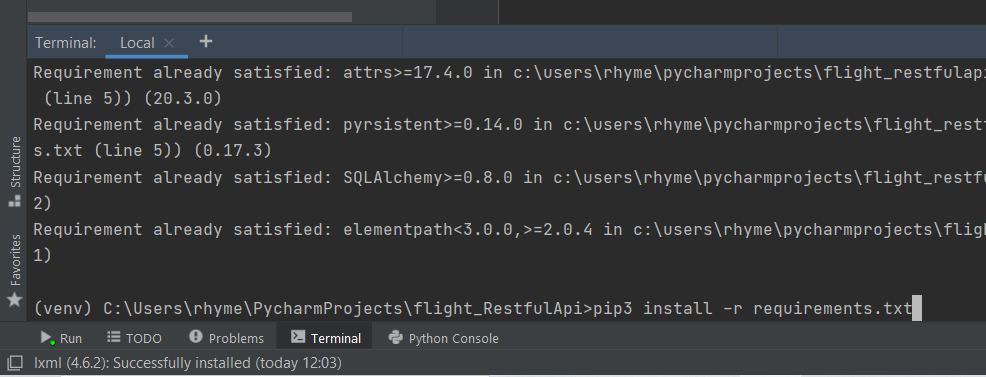 Terminal: Local × +
Requirement already satisfied: attrs>=17.4.0 in c:\users\rhyme\pycharmprojects\flight_restfulapi
(line 5)) (20.3.0)
Requirement already satisfied: pyrsistent>=0.14.0 in c:\users\rhyme\pycharmprojects\flight_rest
s.txt (line 5)) (0.17.3)
Requirement already satisfied: SQLAlchemy>=0.8.0 in c:\users\rhyme\pycharmprojects\flight_restfu
2)
Requirement already satisfied: elementpath<3.0.0,>=2.0.4 in c:\users\rhyme\pycharmprojects\fligh
1)
(venv) C:\Users\rhyme\PycharmProjects\flight_RestfulApi>pip3 install -r requirements.txt
Structure
Favorites
Run TODO Problems Terminal Python Console
lxml (4.6.2): Successfully installed (today 12:03)